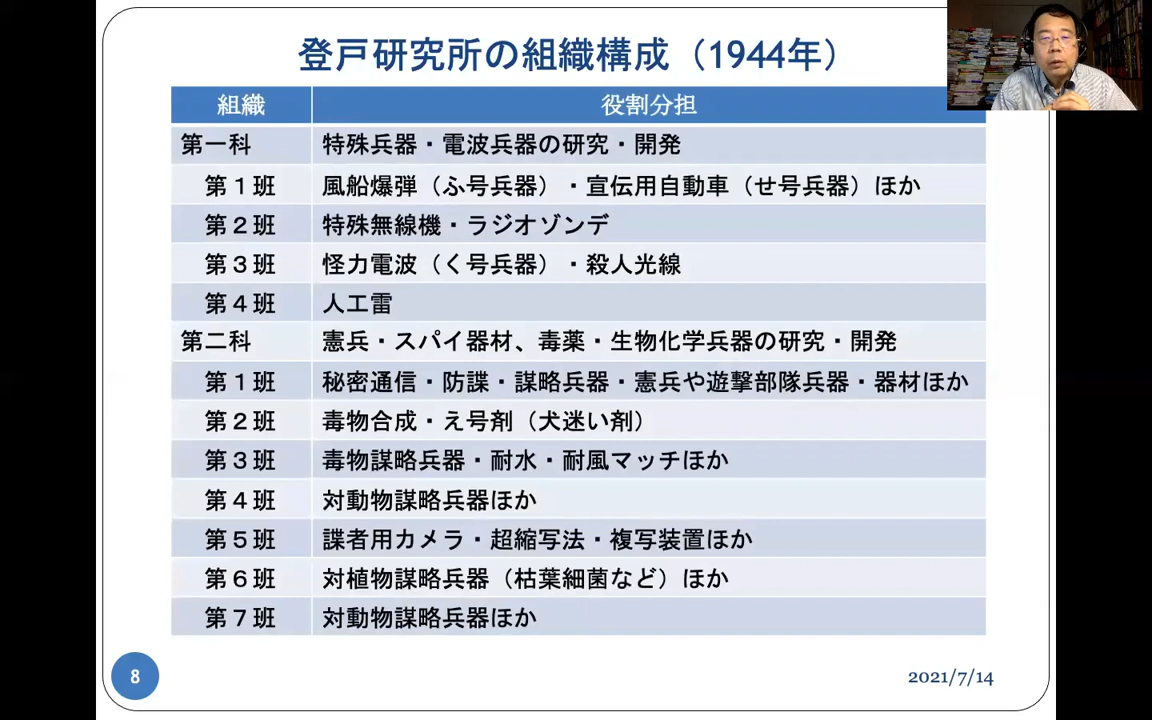 登戸研究所の組織構成（1944年）
組織 役割分担
第一科 特殊兵器・電波兵器の研究・開発
第１班 風船爆弾（ふ号兵器）・宣伝用自動車（せ号兵器）ほか
第２班 特殊無線機・ラジオゾンデ
第３班 怪力電波（く号兵器）・殺人光線
第４班 人工雷
第二科 憲兵・スパイ器材、毒薬・生物化学兵器の研究・開発
第１班 秘密通信・防諜・謀略兵器・憲兵や遊撃部隊兵器・器材ほか
第２班 毒物合成・え号剤（犬迷い剤）
第３班 毒物謀略兵器・耐水・耐風マッチほか
第４班 対動物謀略兵器ほか
第５班 諜者用カメラ・超縮写法・複写装置ほか
第６班 対植物謀略兵器（枯葉細菌など）ほか
第７班 対動物謀略兵器ほか
8
2021/7/14